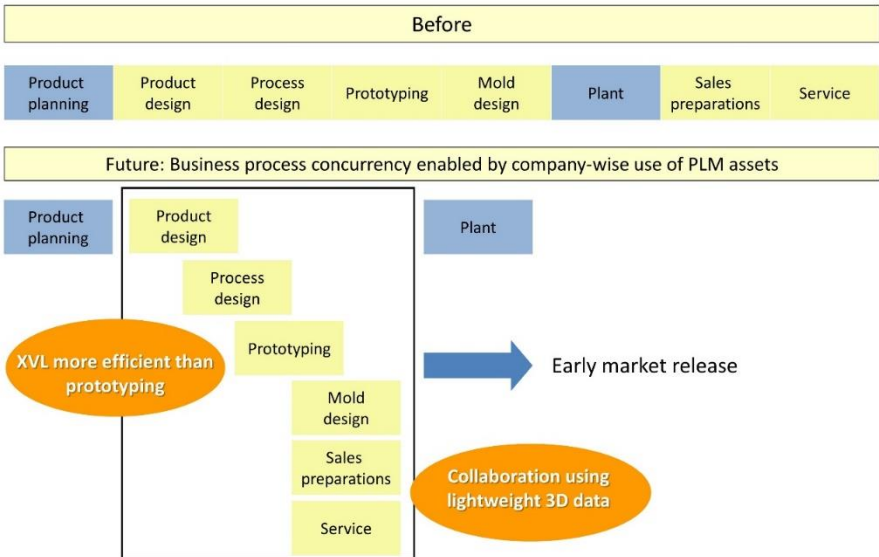 Before
Product
planning
Product
design
Process
design
Prototyping
Mold
design
Plant
Sales
preparations
Service
Future: Business process concurrency enabled by company-wise use of PLM assets
Product
planning
Product
design
Plant
Process
design
XVL more efficient than
prototyping
Prototyping
Early market release
Mold
design
Sales
preparations
Collaboration using
lightweight 3D data
Service